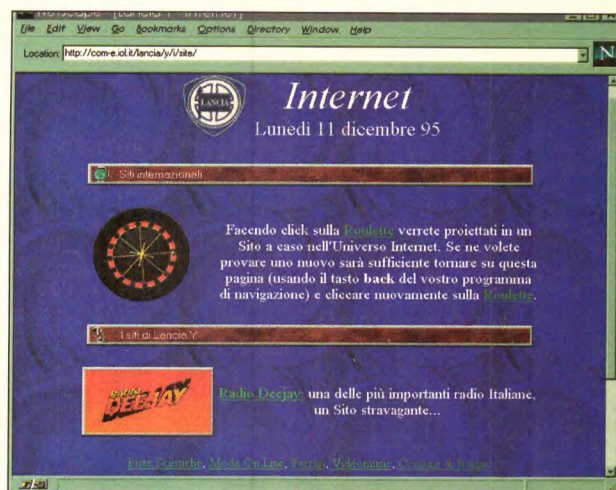 Netscape - [Lancia Y - Internet]
File Edit View Go Bookmarks Options Directory Window Help
Location: http://com-e.iol.it/lancia/y/i/site/
N
LANCIA
Internet
Lunedì 11 dicembre 95
Siti internazionali
Facendo click sulla Roulette verrete proiettati in un
Sito a caso nell'Universo Internet. Se ne volete
provare uno nuovo sarà sufficiente tornare su questa
pagina (usando il tasto back del vostro programma
di navigazione) e cliccare nuovamente sulla Roulette.
I siti di Lancia Y
RADIO
DEEJAY
Radio Deejay: una delle più importanti radio Italiane,
un Sito stravagante...
Moda On Line, Ferrari, Videomusic, Comune di